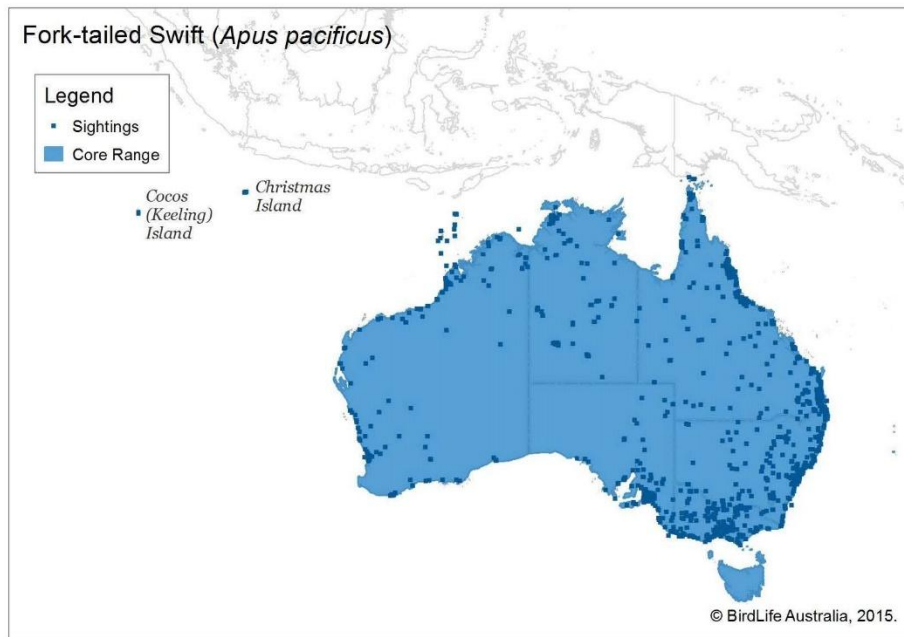 Fork-tailed Swift (Apus pacificus)
Legend
Sightings
Core Range
Cocos
(Keeling)
Island
Christmas
Island
© BirdLife Australia, 2015.